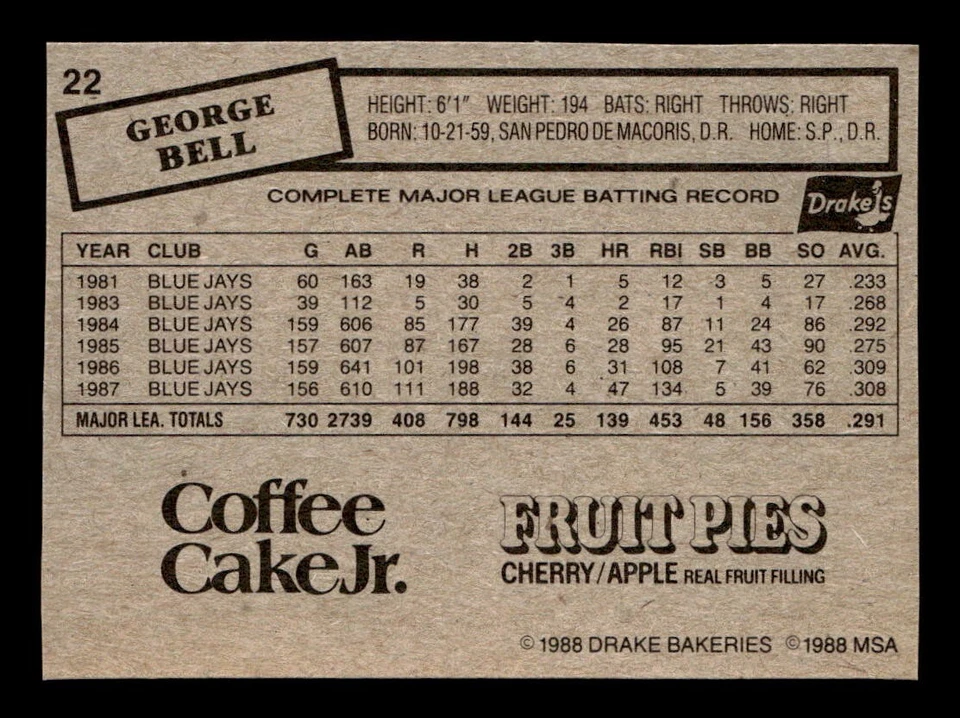 22
GEORGE
BELL
HEIGHT: 6'1" WEIGHT: 194 BATS: RIGHT THROWS: RIGHT
BORN: 10-21-59, SAN PEDRO DE MACORIS, D.R. HOME: S.P., D.R.
COMPLETE MAJOR LEAGUE BATTING RECORD
Drake's
YEAR CLUB G AB R H 2B 3B HR RBI SB BB SO AVG.
1981 BLUE JAYS 60 163 19 38 2 1 5 12 3 5 27 .233
1983 BLUE JAYS 39 112 5 30 5 4 2 17 1 4 17 .268
1984 BLUE JAYS 159 606 85 177 39 4 26 87 11 24 86 .292
1985 BLUE JAYS 157 607 87 167 28 6 28 95 21 43 90 .275
1986 BLUE JAYS 159 641 101 198 38 6 31 108 7 41 62 .309
1987 BLUE JAYS 156 610 111 188 32 4 47 134 5 39 76 .308
MAJOR LEA. TOTALS 730 2739 408 798 144 25 139 453 48 156 358 .291
Coffee
Cake Jr.
FRUIT PIES
CHERRY/APPLE REAL FRUIT FILLING
© 1988 DRAKE BAKERIES © 1988 MSA